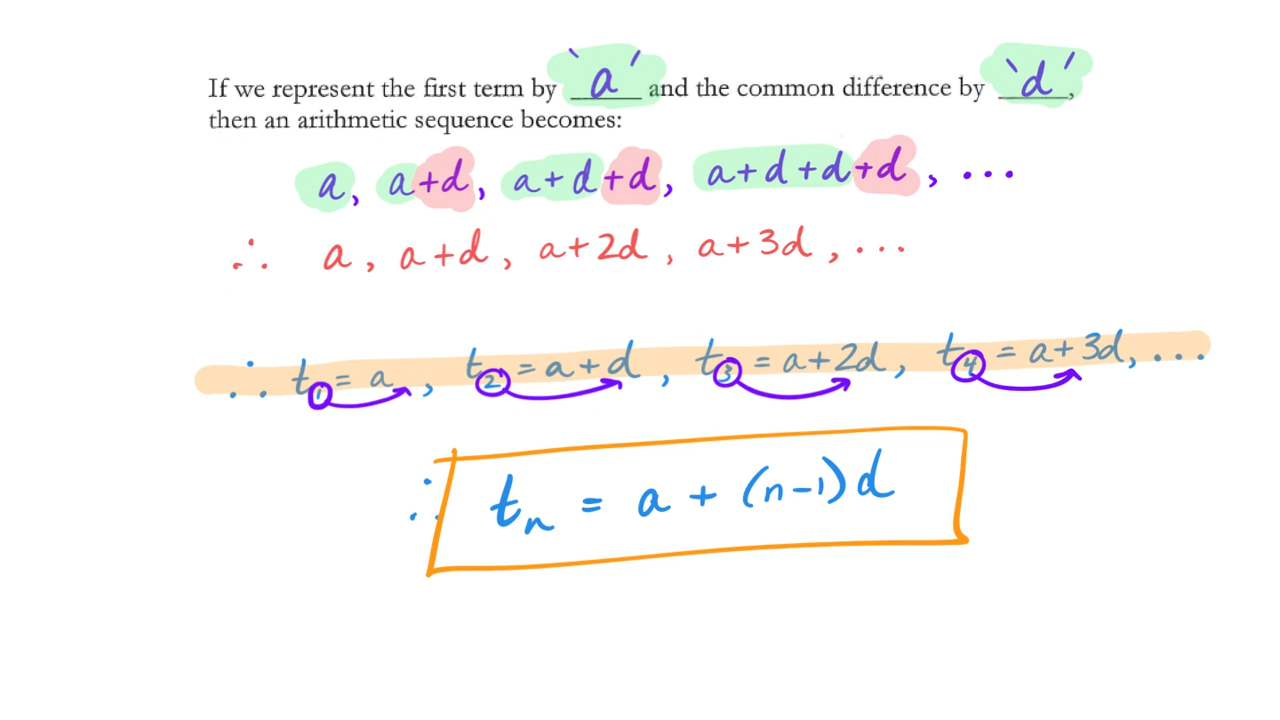 If we represent the first term by 'a' and the common difference by 'd',
then an arithmetic sequence becomes:
a, a+d, a+d+d, a+d+d+d, ...
∴ a, a+d, a+2d, a+3d, ...
∴ t₁ = a, t₂ = a+d, t₃ = a+2d, t₄ = a+3d, ...
∴ tₙ = a + (n-1)d